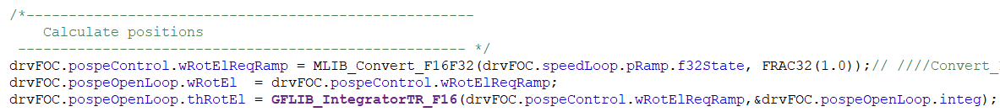 /*-----------------------------------------------------
Calculate positions
----------------------------------------------------- */
drvFOC.pospeControl.wRotElReqRamp = MLIB_Convert_F16F32(drvFOC.speedLoop.pRamp.f32State, FRAC32(1.0));// ////Convert_
drvFOC.pospeOpenLoop.wRotEl  = drvFOC.pospeControl.wRotElReqRamp;
drvFOC.pospeOpenLoop.thRotEl = GFLIB_IntegratorTR_F16(drvFOC.pospeControl.wRotElReqRamp,&drvFOC.pospeOpenLoop.integ);